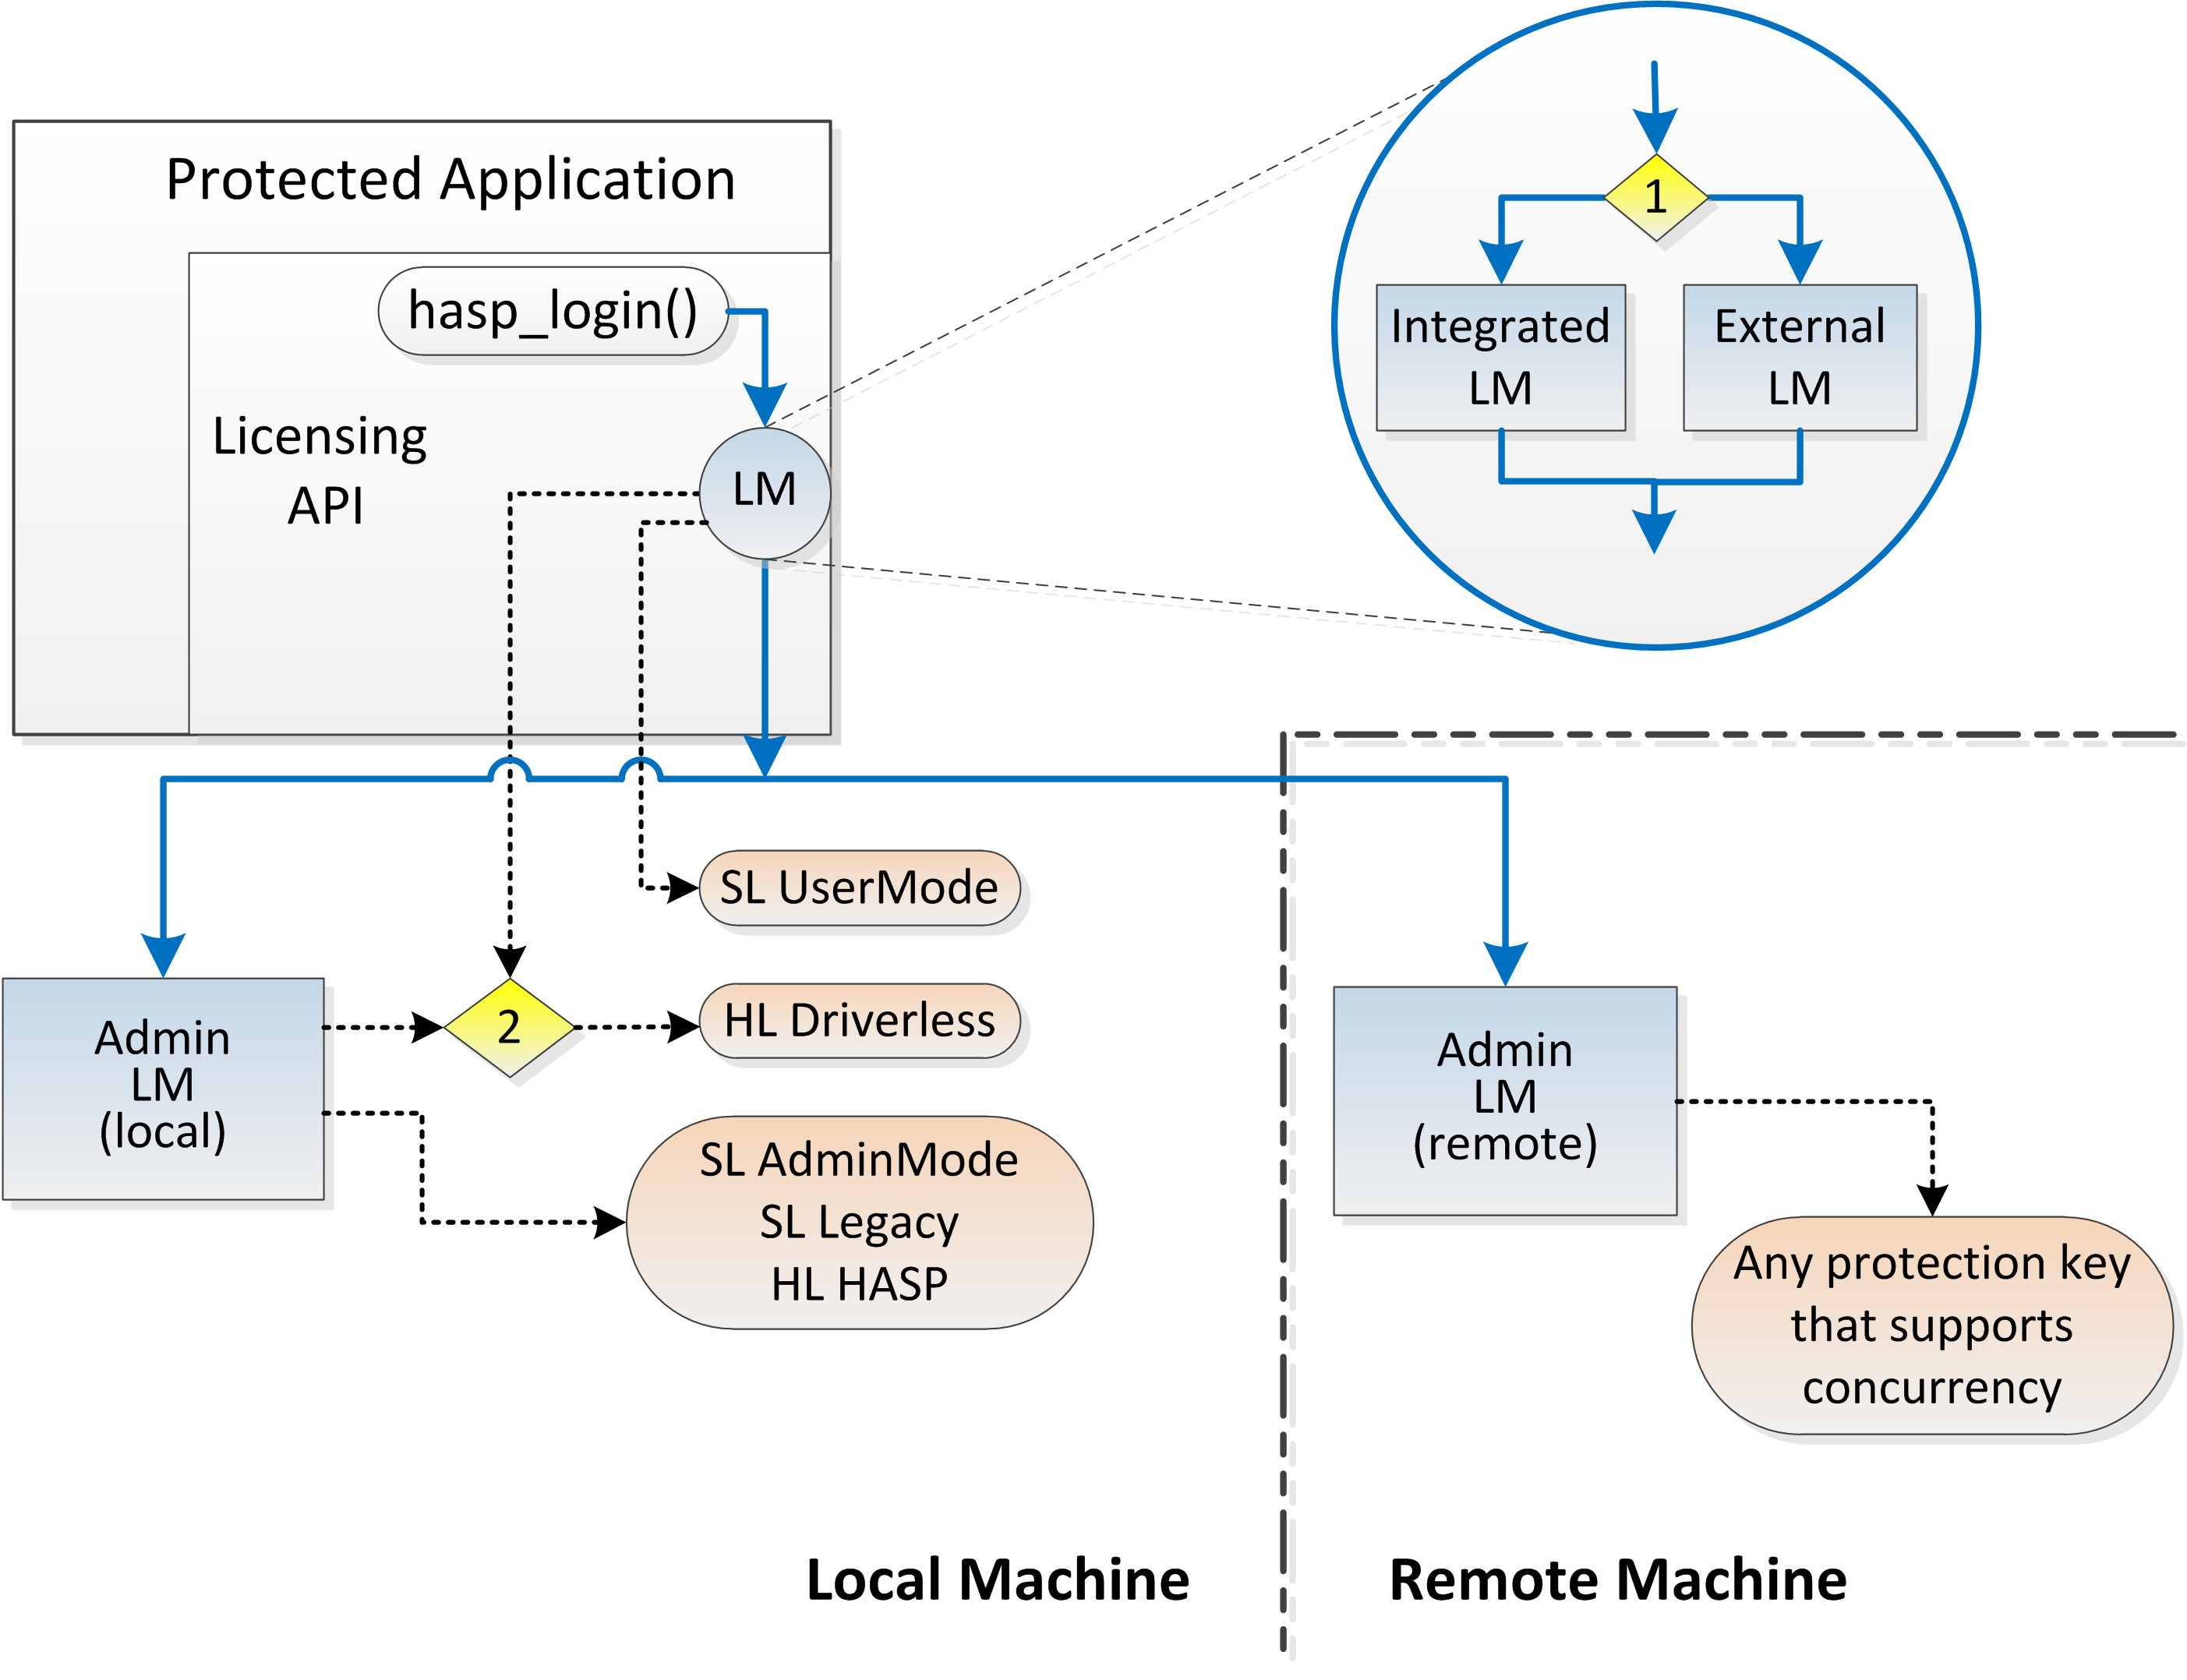 Protected Application
hasp_login()
Licensing
API
LM
1
Integrated
LM
External
LM
SL UserMode
HL Driverless
2
Admin
LM
(local)
SL AdminMode
SL Legacy
HL HASP
Admin
LM
(remote)
Any protection key
that supports
concurrency
Local Machine
Remote Machine